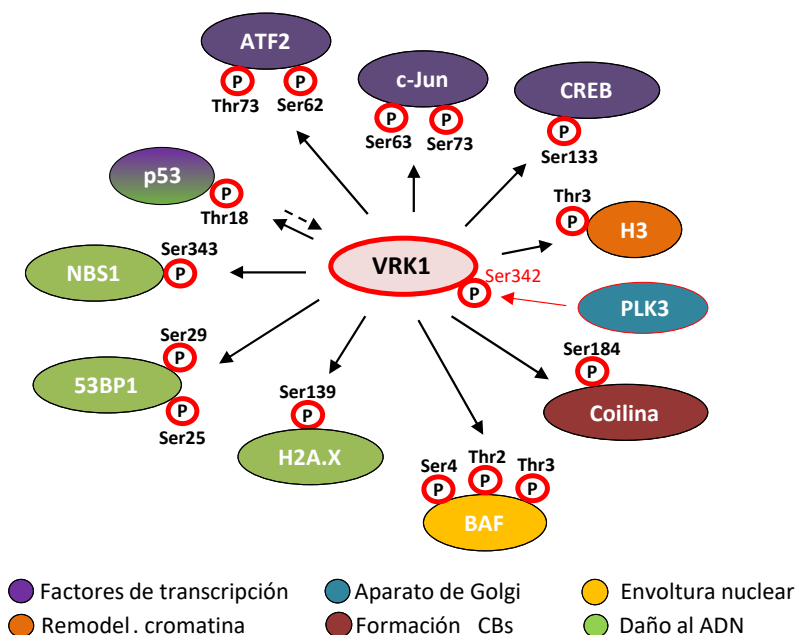 ATF2
P
P
Thr73
Ser62
c-Jun
P
P
Ser63
Ser73
CREB
P
Ser133
p53
P
Thr18
Thr3
P
H3
Ser343
NBS1
P
VRK1
Ser342
P
PLK3
Ser29
P
53BP1
P
Ser25
Ser139
P
H2A.X
Ser184
P
Coilina
Ser4
Thr2
Thr3
P
P
P
BAF
Factores de transcripción
Aparato de Golgi
Envoltura nuclear
Remodel. cromatina
Formación CBs
Daño al ADN